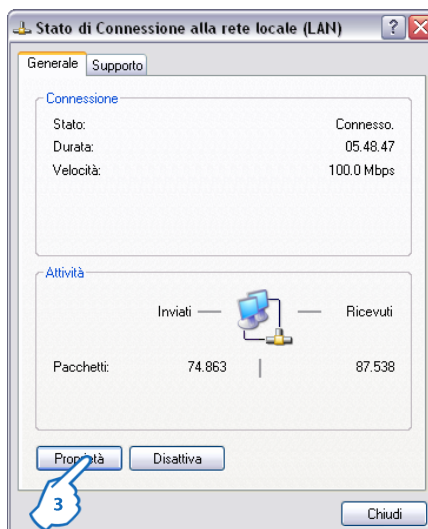 Stato di Connessione alla rete locale (LAN)
Generale Supporto
Connessione
Stato: Connesso.
Durata: 05.48.47
Velocità: 100.0 Mbps
Attività
Inviati — — Ricevuti
Pacchetti: 74.863 | 87.538
Proprietà Disattiva
3
Chiudi